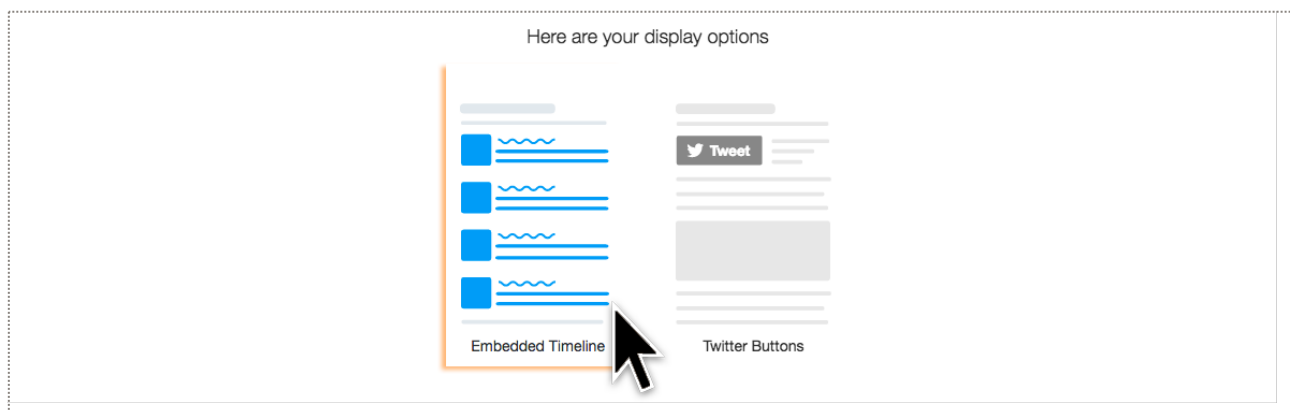 Here are your display options
Tweet
Embedded Timeline
Twitter Buttons